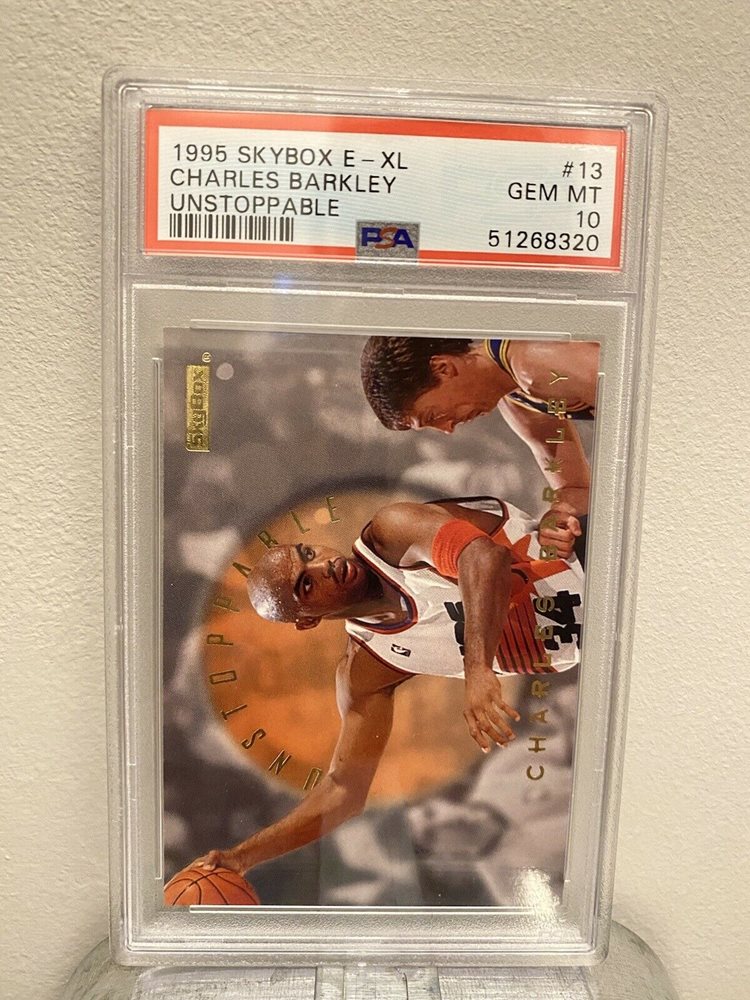 1995 SKYBOX E-XL #13
CHARLES BARKLEY GEM MT
UNSTOPPABLE 10
PSA 51268320
SKYBOX®
UNSTOPPABLE
CHARLES BARKLEY
34